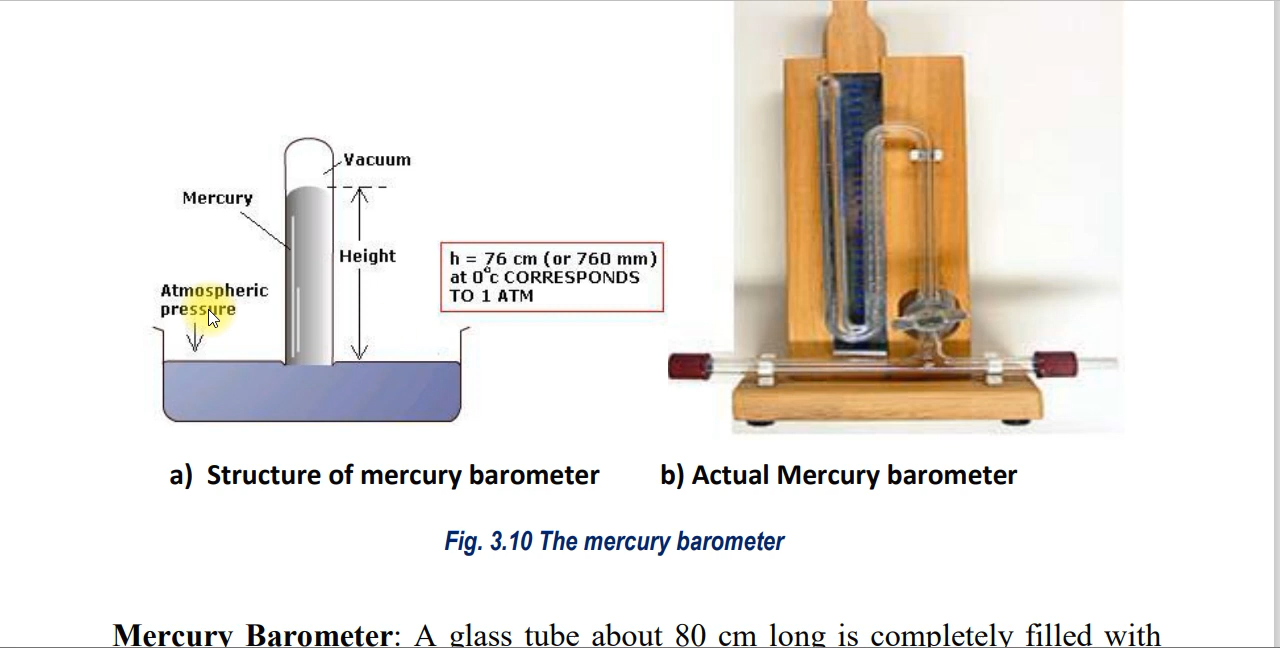 Vacuum
Mercury
Height
Atmospheric
pressure
h = 76 cm (or 760 mm)
at 0°c CORRESPONDS
TO 1 ATM
a) Structure of mercury barometer
b) Actual Mercury barometer
Fig. 3.10 The mercury barometer
Mercury Barometer: A glass tube about 80 cm long is completely filled with